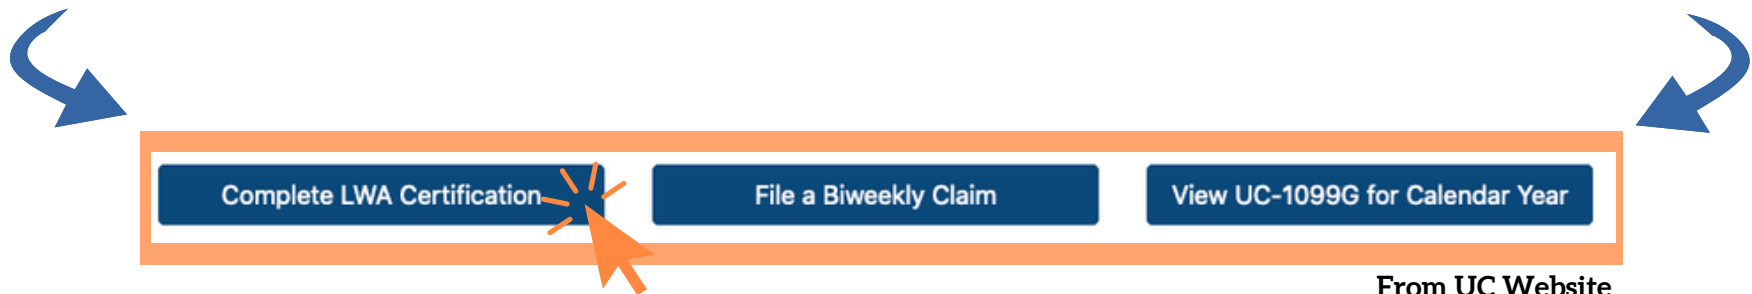 Complete LWA Certification
File a Biweekly Claim
View UC-1099G for Calendar Year
From UC Website